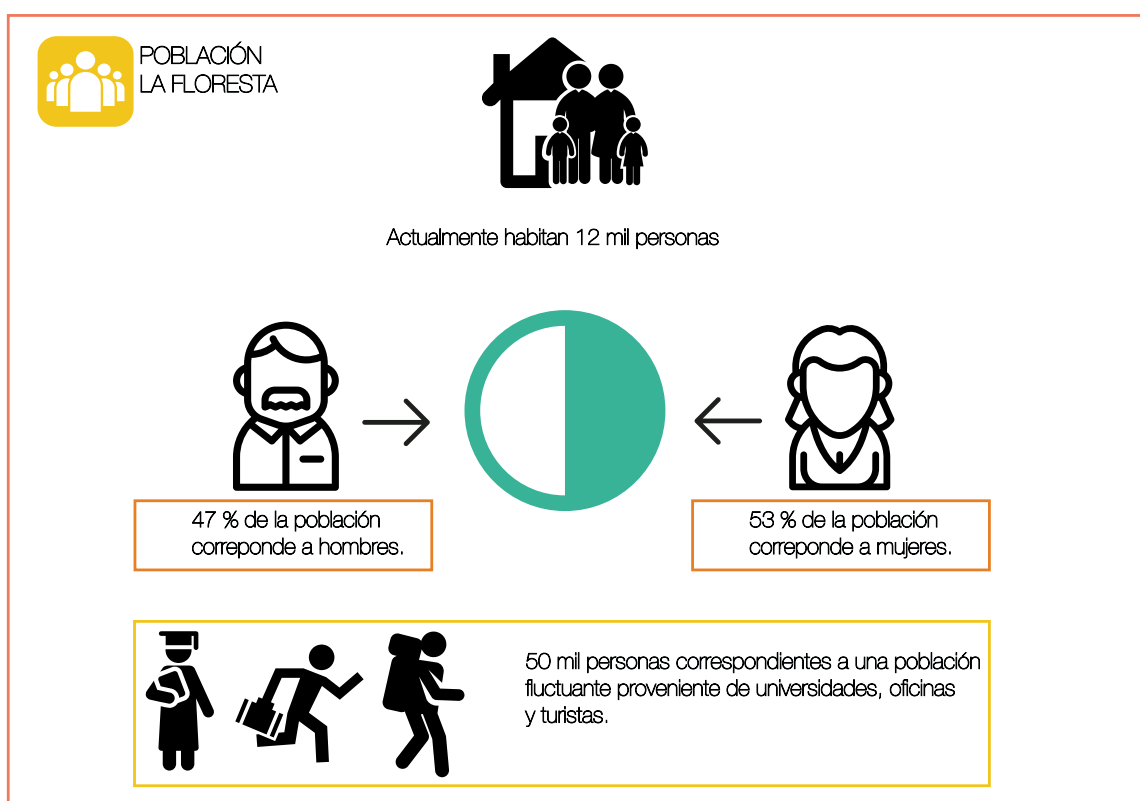 POBLACIÓN
LA FLORESTA
Actualmente habitan 12 mil personas
47 % de la población
correponde a hombres.
53 % de la población
correponde a mujeres.
50 mil personas correspondientes a una población
fluctuante proveniente de universidades, oficinas
y turistas.